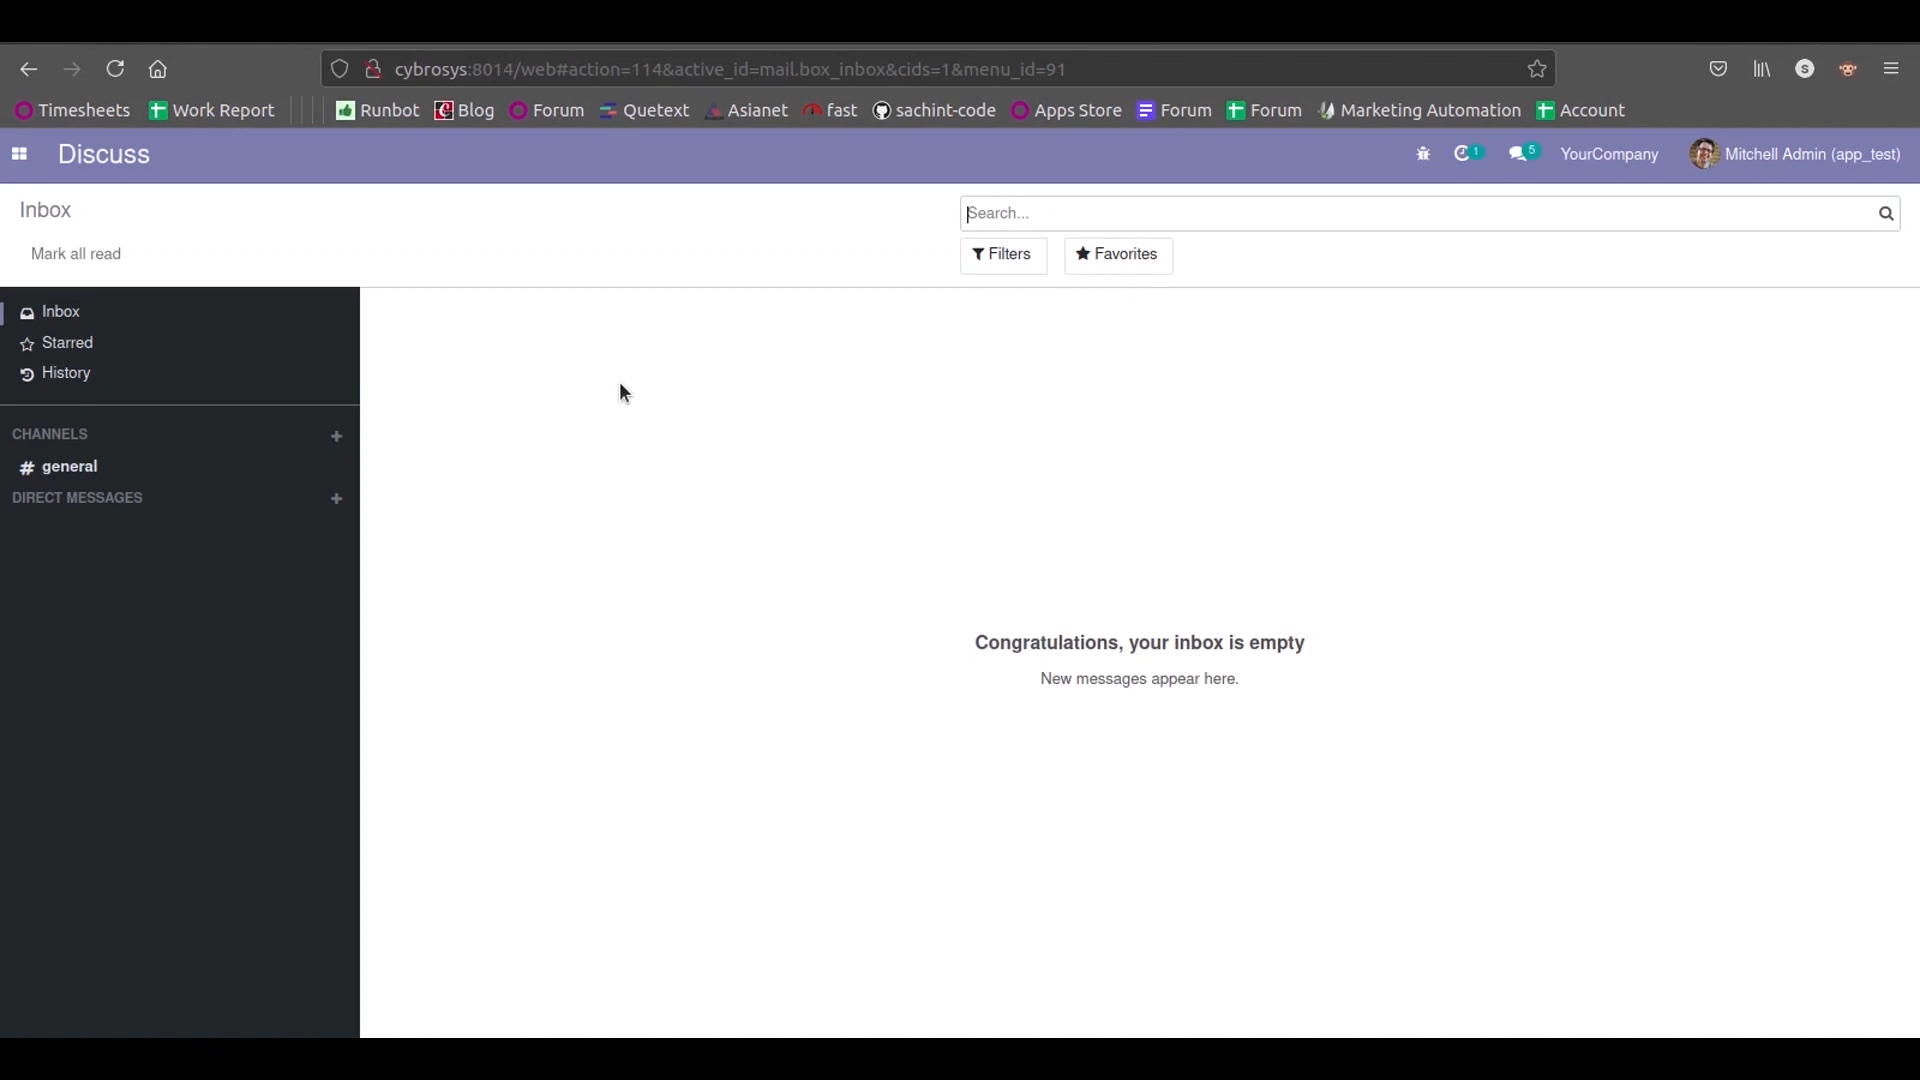 cybrosys:8014/web#action=114&active_id=mail.box_inbox&cids=1&menu_id=91
S
Timesheets Work Report Runbot Blog Forum Quetext Asianet fast sachint-code Apps Store Forum Forum Marketing Automation Account
Discuss 1 5 YourCompany Mitchell Admin (app_test)
Inbox Search...
Mark all read Filters Favorites
Inbox
Starred
History
CHANNELS +
# general
DIRECT MESSAGES +
Congratulations, your inbox is empty
New messages appear here.